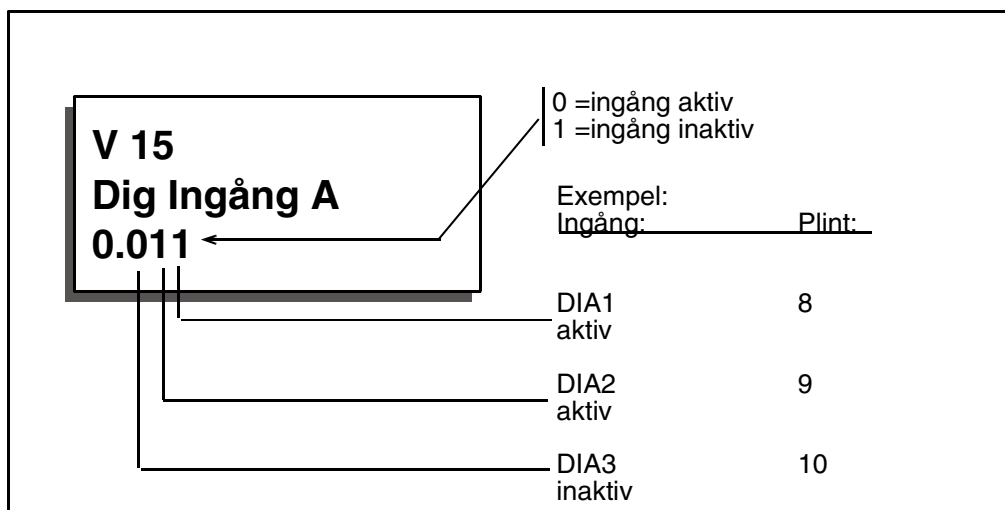 V 15
Dig Ingång A
0.011
0 =ingång aktiv
1 =ingång inaktiv
Exempel:
Ingång: Plint:
DIA1 8
aktiv
DIA2 9
aktiv
DIA3 10
inaktiv